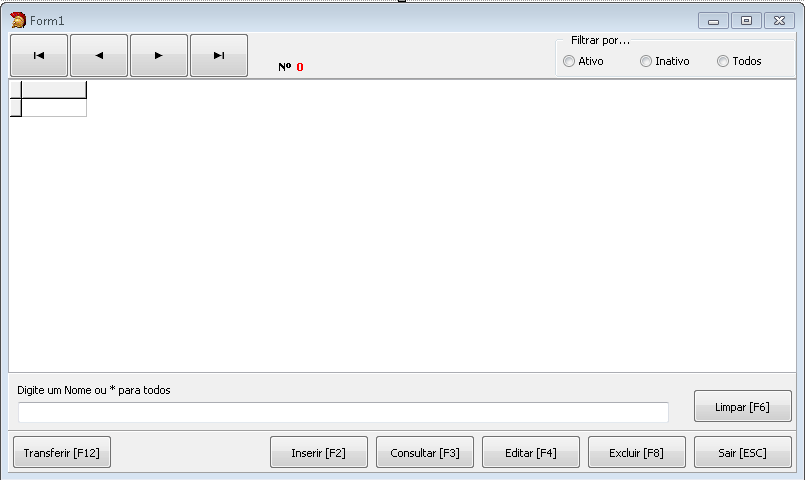 Form1
Nº 0
Filtrar por...
Ativo Inativo Todos
Digite um Nome ou * para todos
Limpar [F6]
Transferir [F12] Inserir [F2] Consultar [F3] Editar [F4] Excluir [F8] Sair [ESC]